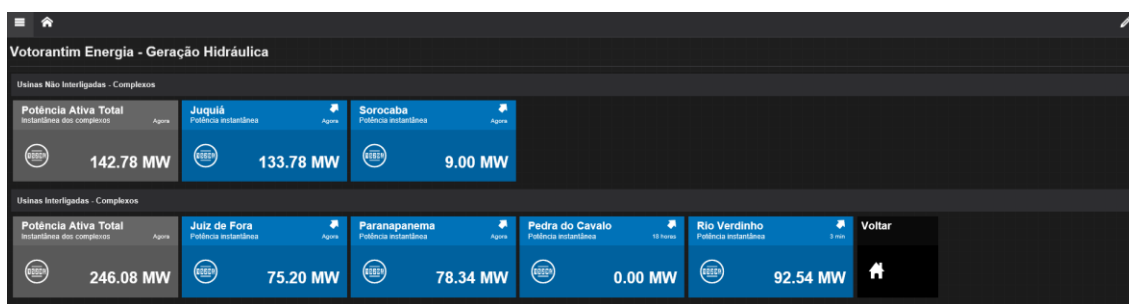 Votorantim Energia - Geração Hidráulica
Usinas Não Interligadas - Complexos
Potência Ativa Total
Instantânea dos complexos Agora
142.78 MW
Juquiá
Potência instantânea Agora
133.78 MW
Sorocaba
Potência instantânea Agora
9.00 MW
Usinas Interligadas - Complexos
Potência Ativa Total
Instantânea dos complexos Agora
246.08 MW
Juiz de Fora
Potência instantânea Agora
75.20 MW
Paranapanema
Potência instantânea Agora
78.34 MW
Pedra do Cavalo
Potência instantânea
0.00 MW
Rio Verdinho
Potência instantânea 3 min
92.54 MW
Voltar